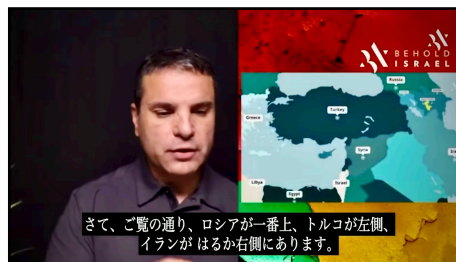 BEHOLD
ISRAEL
Russia
Turkey
Greece
Syria
Libya
Israel
Egypt
さて、ご覧の通り、ロシアが一番上、トルコが左側、
イランが はるか右側にあります。